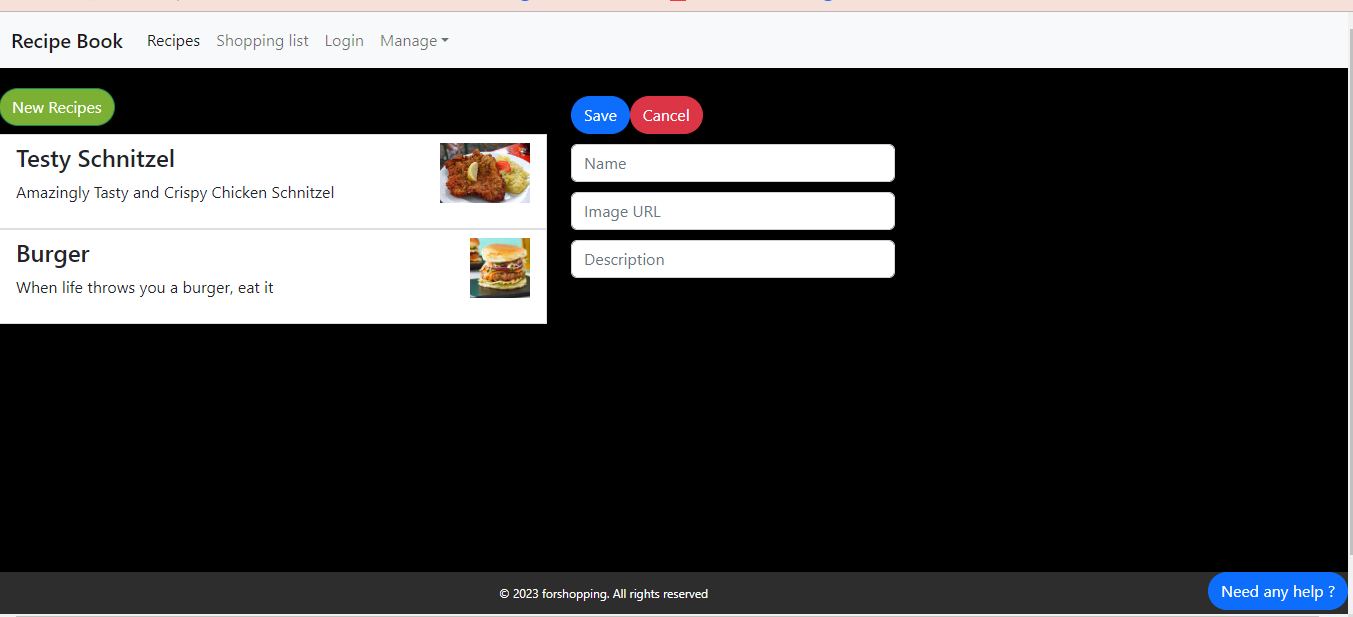 Recipe Book Recipes Shopping list Login Manage
New Recipes
Testy Schnitzel
Amazingly Tasty and Crispy Chicken Schnitzel
Burger
When life throws you a burger, eat it
Save Cancel
Name
Image URL
Description
© 2023 forshopping. All rights reserved
Need any help ?